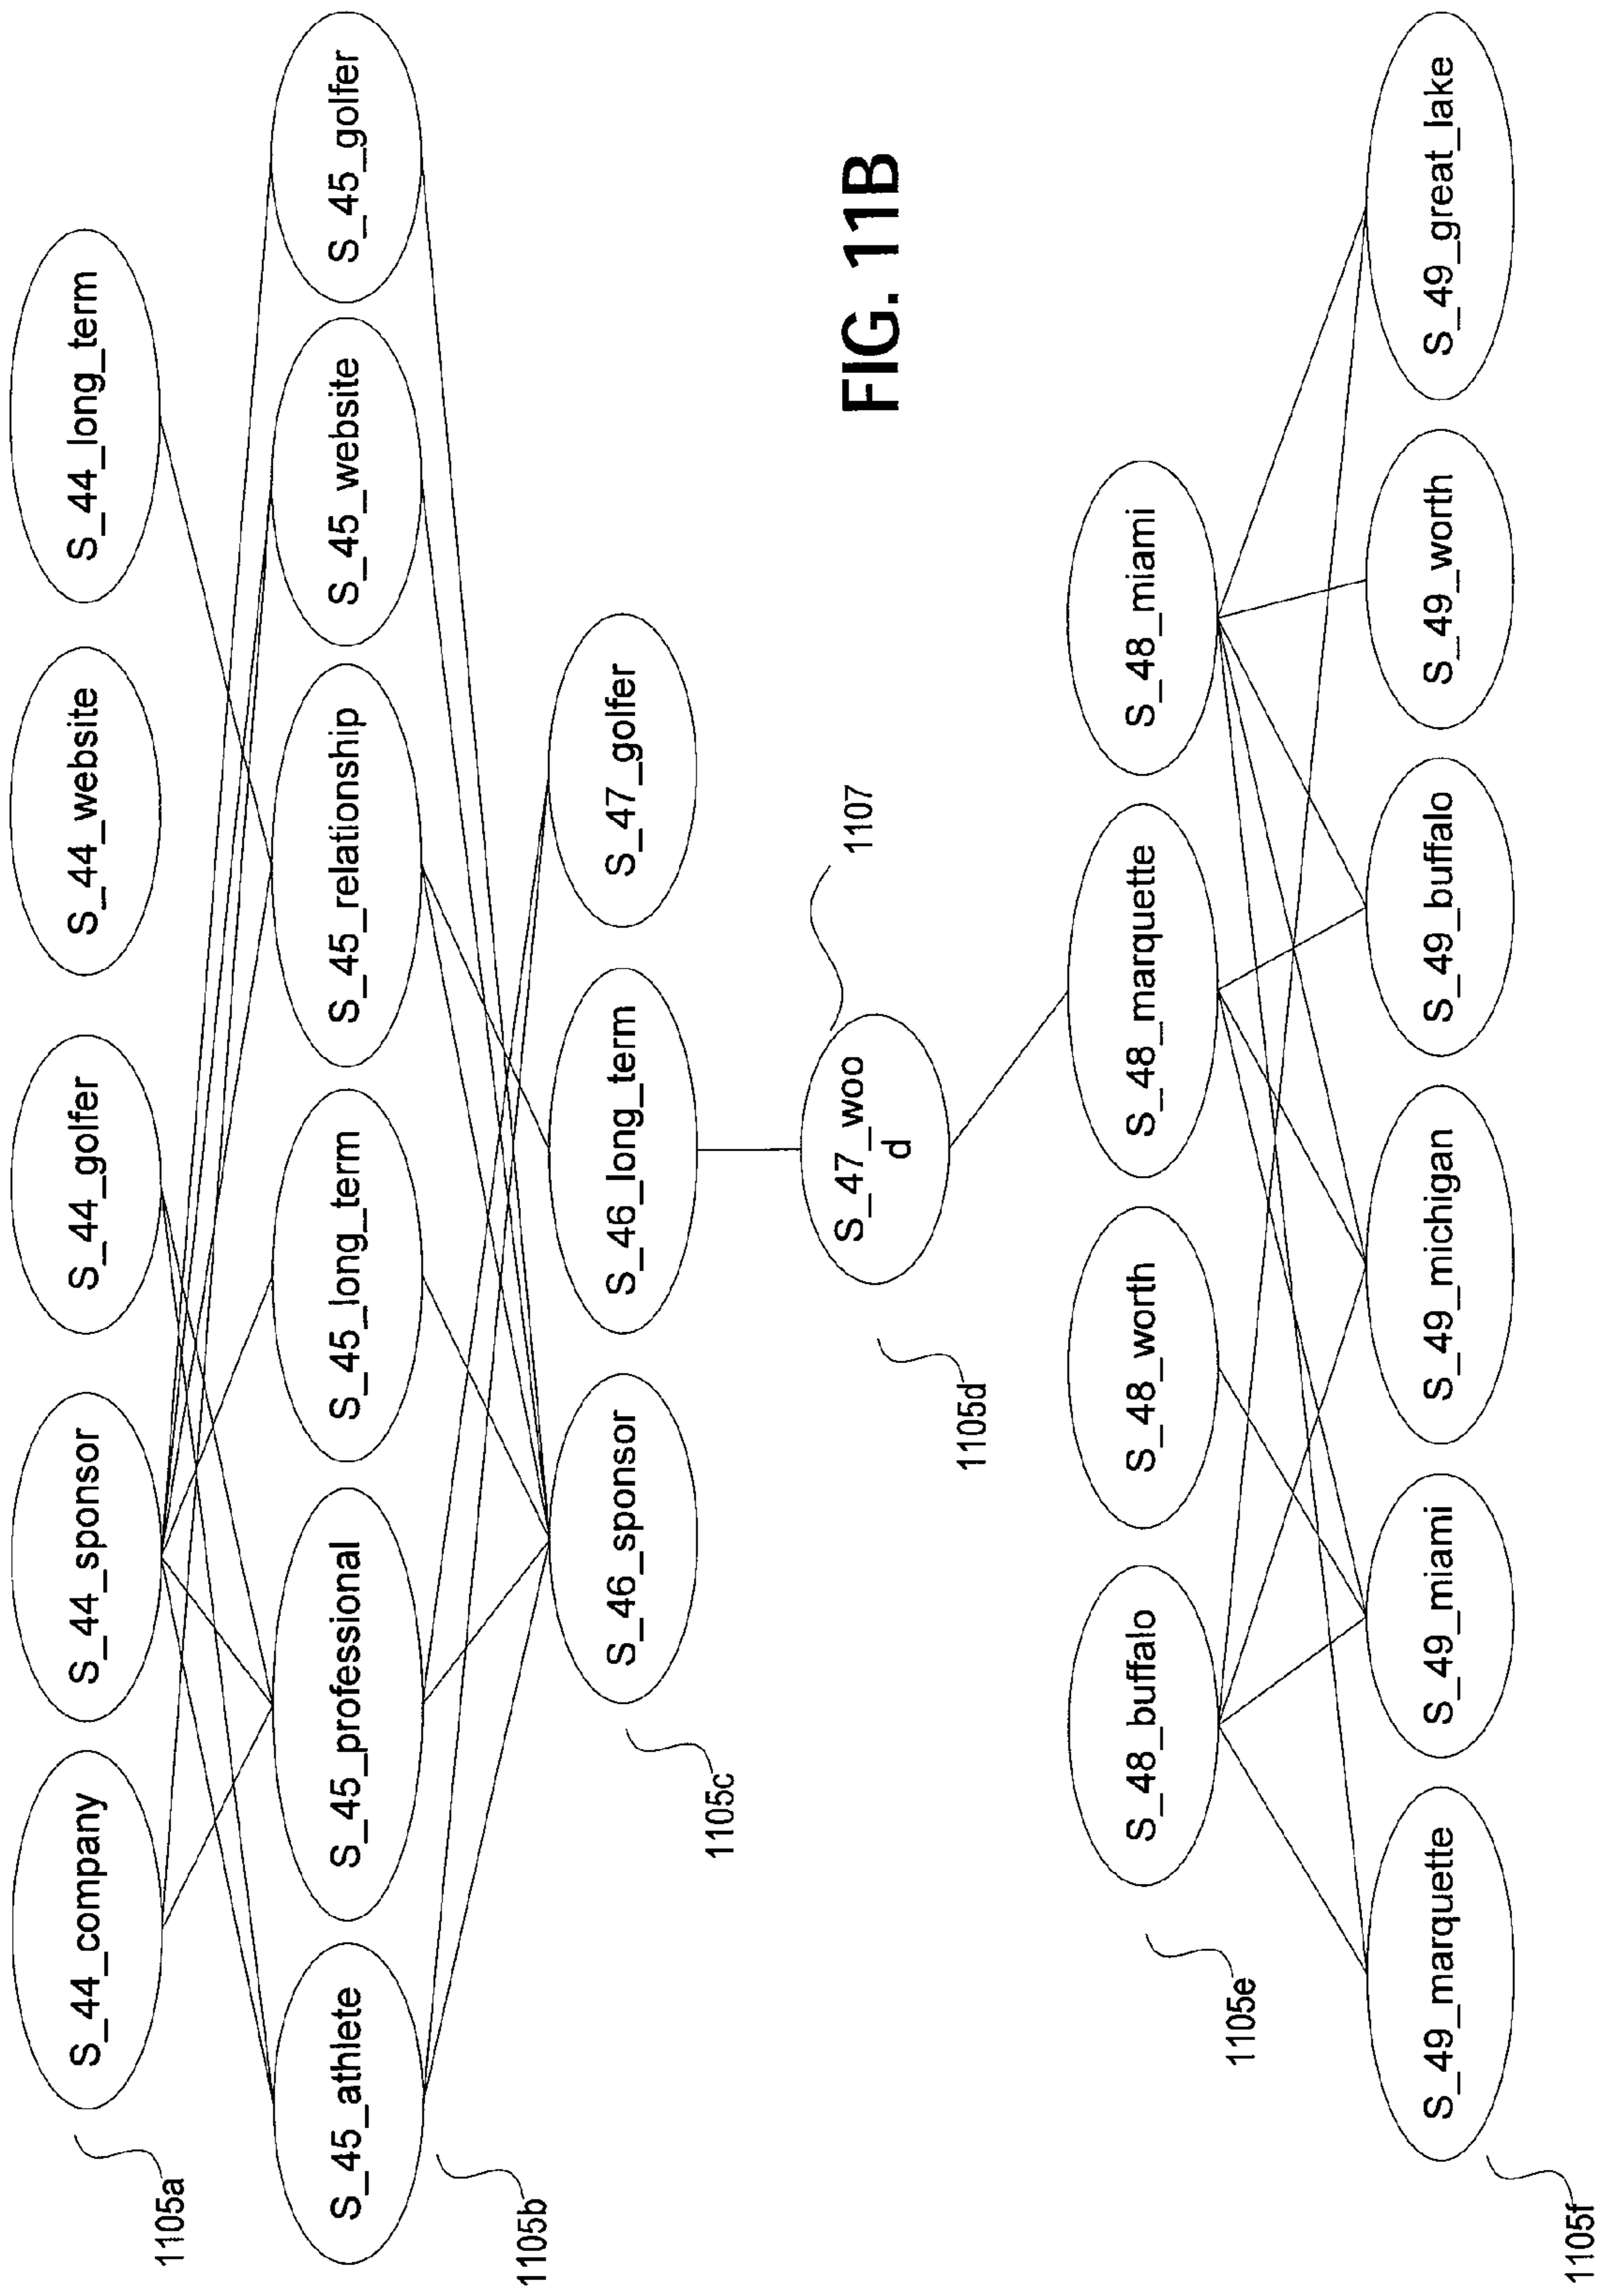 S_44_company
S_44_sponsor
S_44_golfer
S_44_website
S_44_long_term
1105a
S_45_athlete
S_45_professional
S_45_long_term
S_45_relationship
S_45_website
S_45_golfer
1105b
S_46_sponsor
S_46_long_term
S_47_golfer
1105c
S_47_woo
d
1107
1105d
FIG. 11B
S_48_buffalo
S_48_worth
S_48_marquette
S_48_miami
1105e
S_49_marquette
S_49_miami
S_49_michigan
S_49_buffalo
S_49_worth
S_49_great_lake
1105f